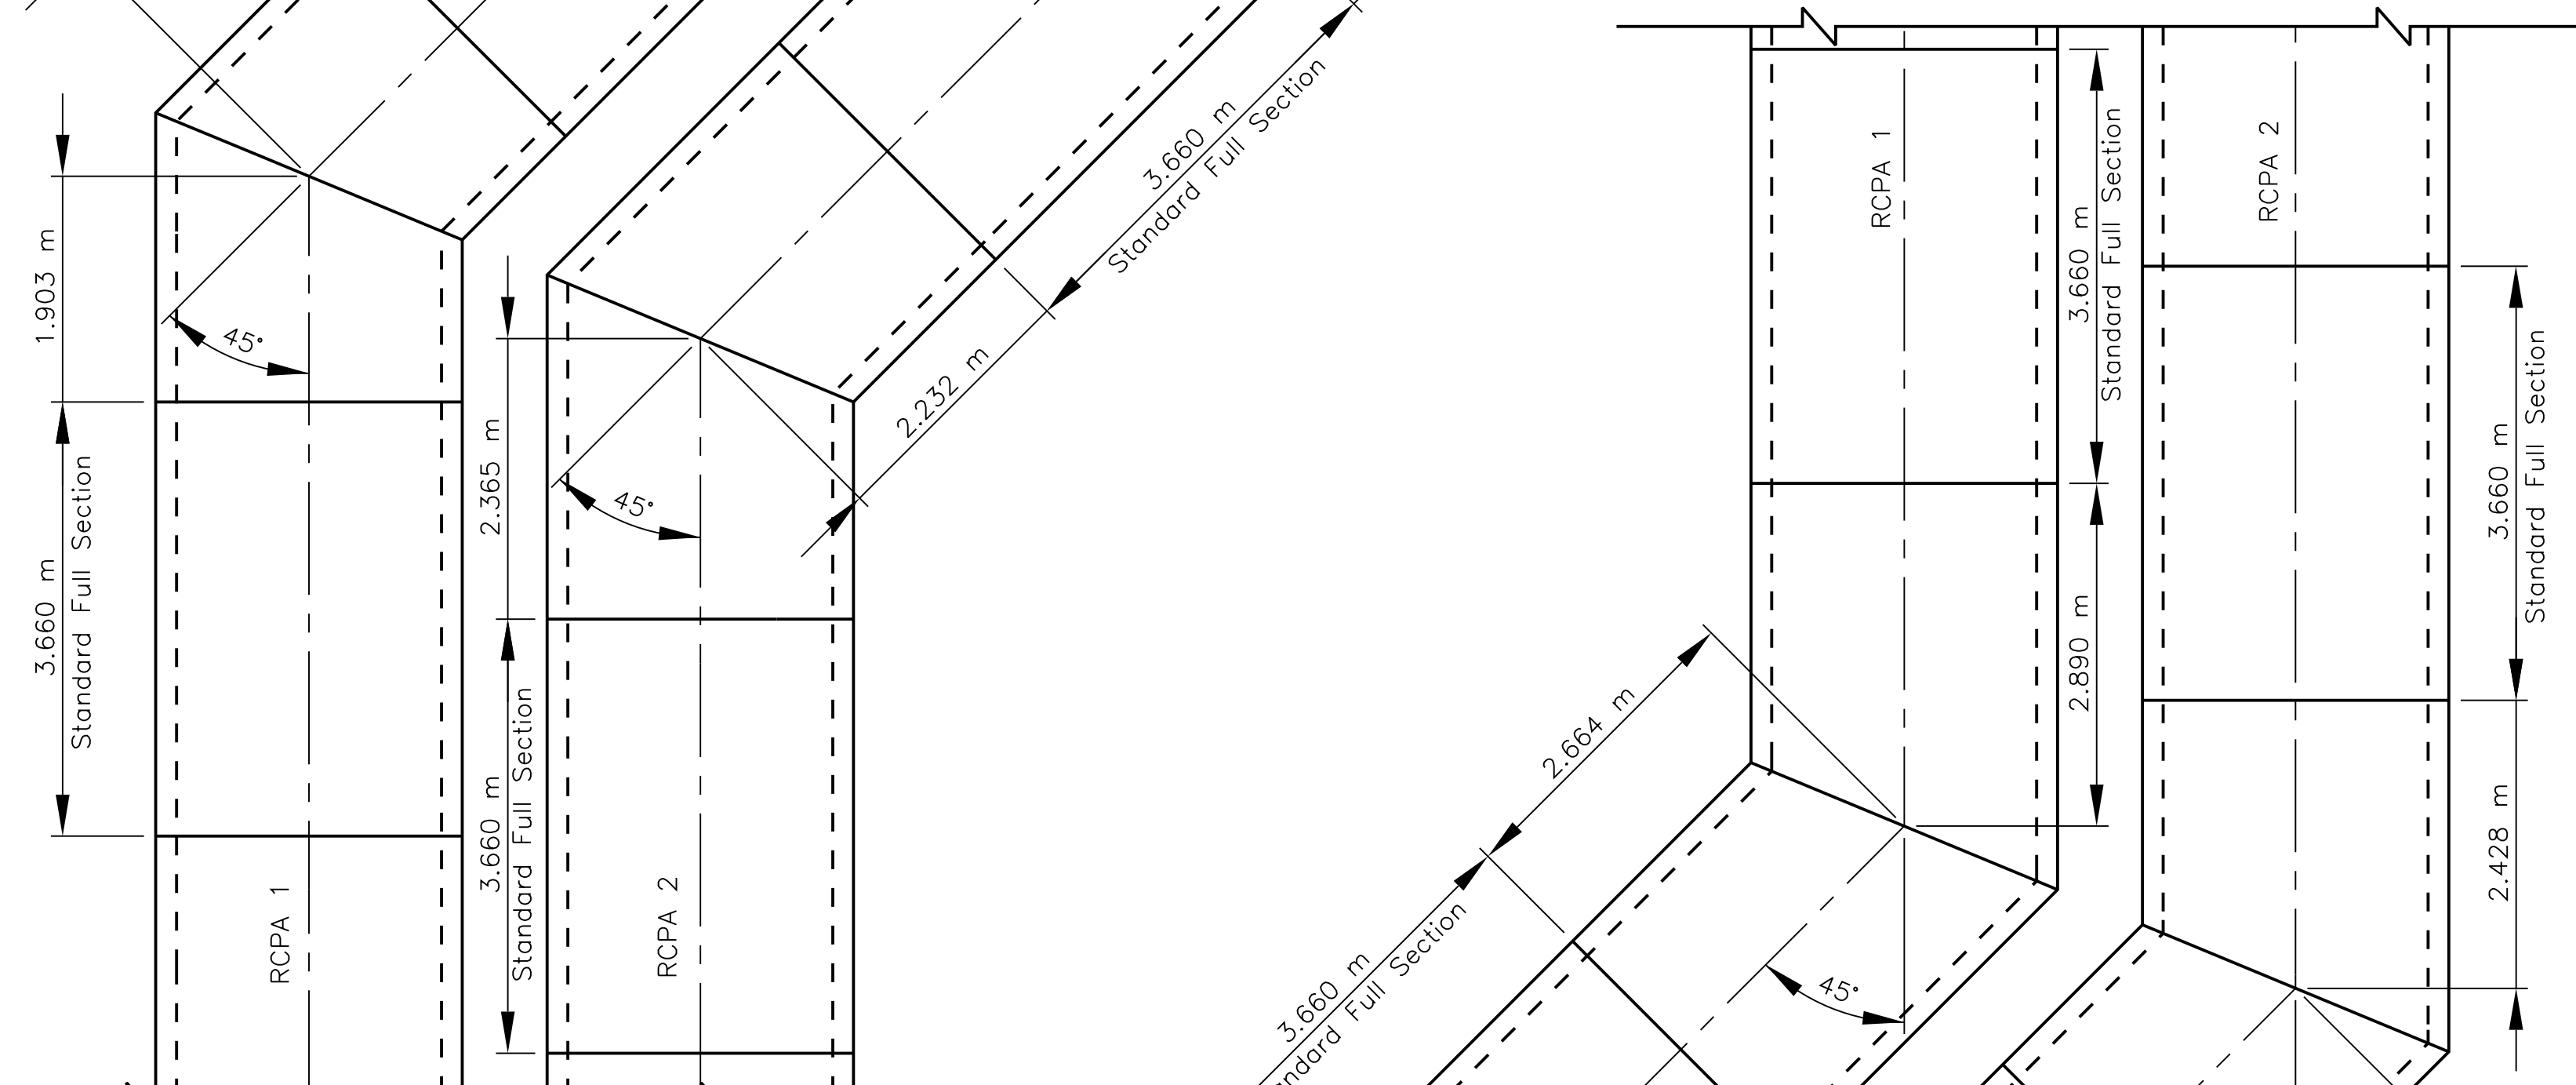 1.903 m
45°
3.660 m
Standard Full Section
RCPA 1
2.365 m
45°
3.660 m
Standard Full Section
RCPA 2
2.232 m
3.660 m
Standard Full Section
RCPA 1
3.660 m
Standard Full Section
2.890 m
2.664 m
3.660 m
Full Section
45°
RCPA 2
3.660 m
Standard Full Section
2.428 m